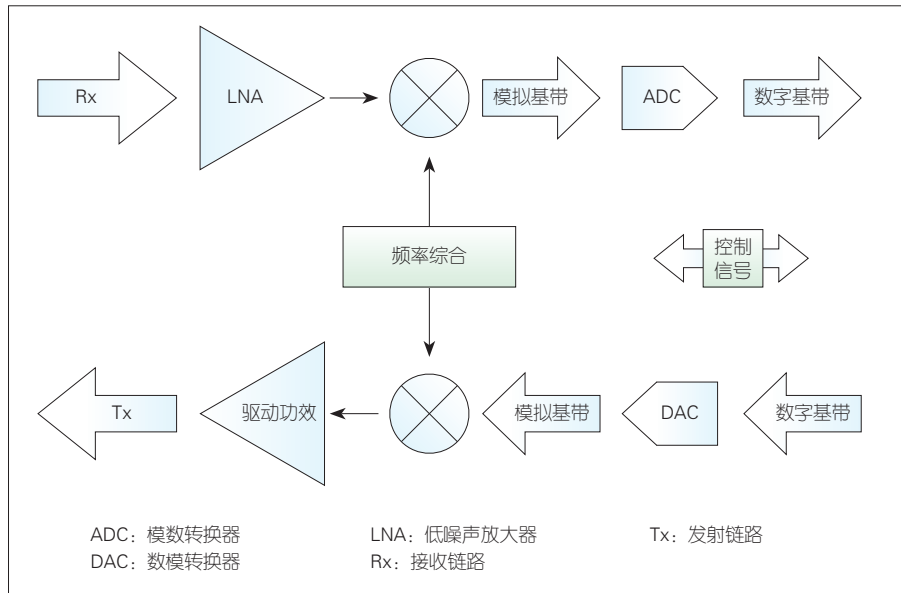 Rx
LNA
模拟基带
ADC
数字基带
频率综合
控制
信号
Tx
驱动功效
模拟基带
DAC
数字基带
ADC：模数转换器
LNA：低噪声放大器
Tx：发射链路
DAC：数模转换器
Rx：接收链路